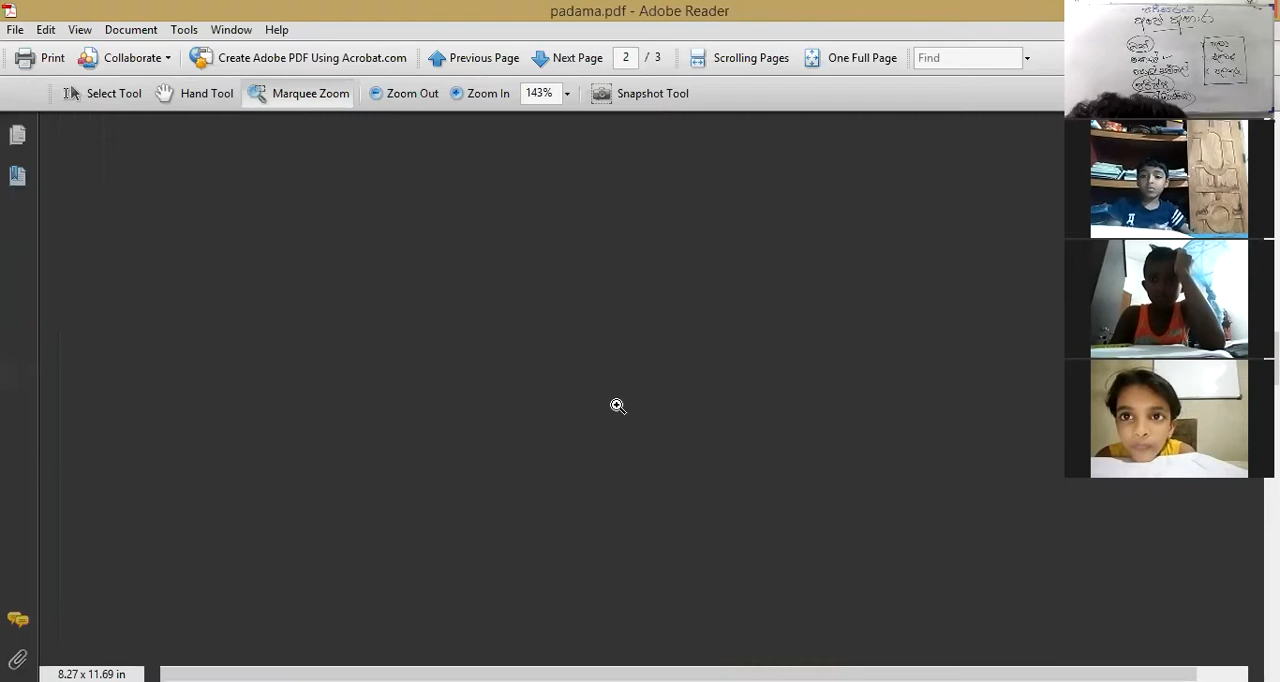 padama.pdf - Adobe Reader
File Edit View Document Tools Window Help
Print Collaborate Create Adobe PDF Using Acrobat.com Previous Page Next Page 2 / 3 Scrolling Pages One Full Page Find
Select Tool Hand Tool Marquee Zoom Zoom Out Zoom In 143% Snapshot Tool
8.27 x 11.69 in